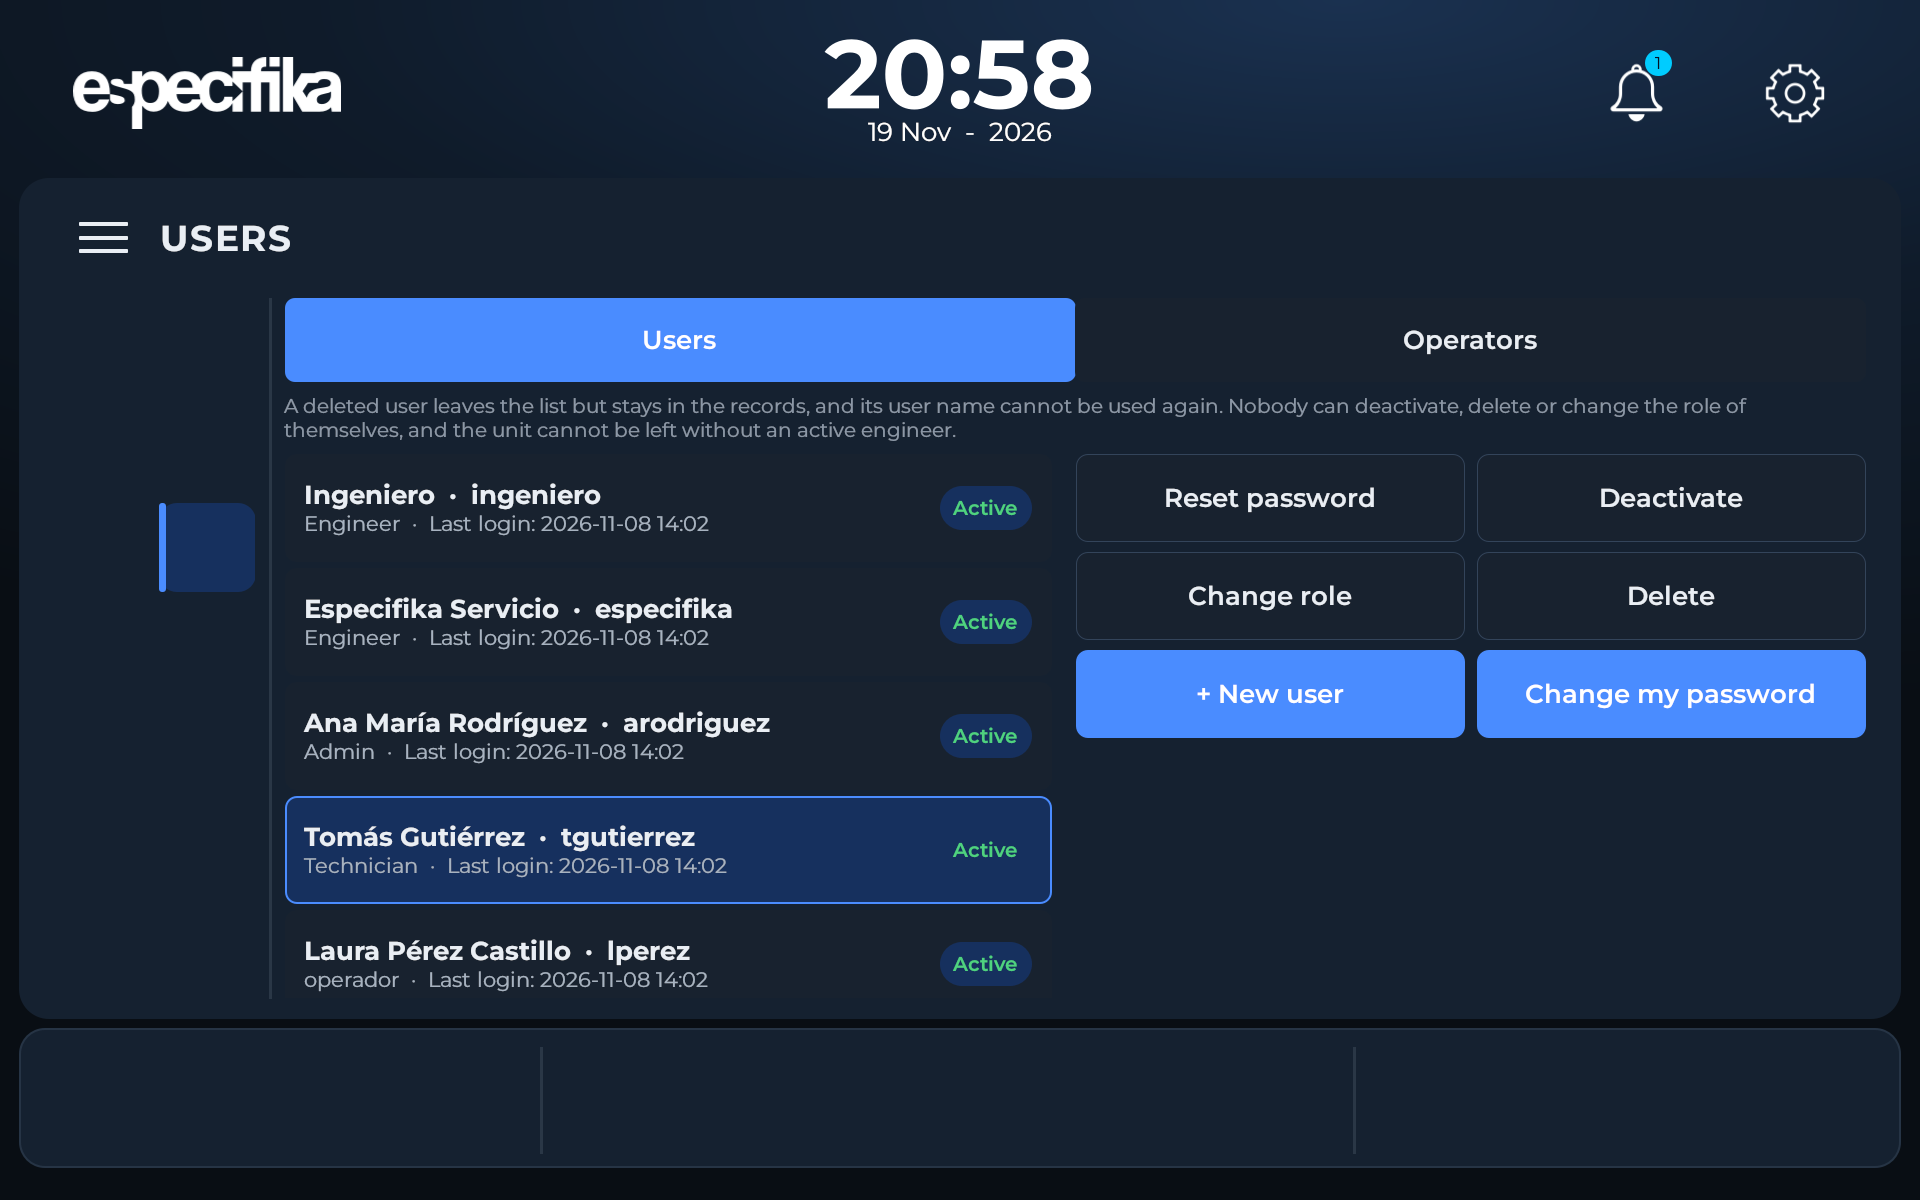 especifika
20:58
19 Nov - 2026
1
USERS
Users
Operators
A deleted user leaves the list but stays in the records, and its user name cannot be used again. Nobody can deactivate, delete or change the role of
themselves, and the unit cannot be left without an active engineer.
Ingeniero · ingeniero
Engineer · Last login: 2026-11-08 14:02
Active
Especifika Servicio · especifika
Engineer · Last login: 2026-11-08 14:02
Active
Ana María Rodríguez · arodriguez
Admin · Last login: 2026-11-08 14:02
Active
Tomás Gutiérrez · tgutierrez
Technician · Last login: 2026-11-08 14:02
Active
Laura Pérez Castillo · lperez
operador · Last login: 2026-11-08 14:02
Active
Reset password
Deactivate
Change role
Delete
+ New user
Change my password